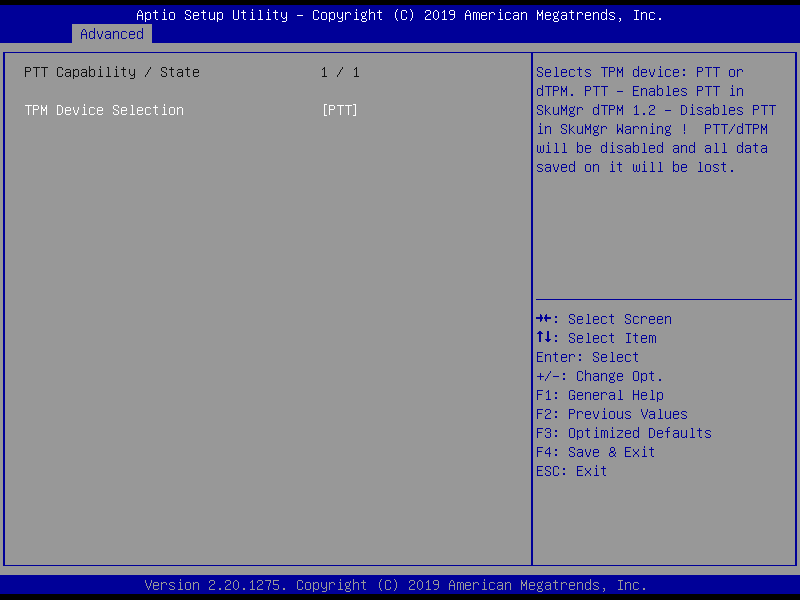 Aptio Setup Utility – Copyright (C) 2019 American Megatrends, Inc.
Advanced
PTT Capability / State 1 / 1
TPM Device Selection [PTT]
Selects TPM device: PTT or
dTPM. PTT – Enables PTT in
SkuMgr dTPM 1.2 – Disables PTT
in SkuMgr Warning !  PTT/dTPM
will be disabled and all data
saved on it will be lost.
→←: Select Screen
↑↓: Select Item
Enter: Select
+/–: Change Opt.
F1: General Help
F2: Previous Values
F3: Optimized Defaults
F4: Save & Exit
ESC: Exit
Version 2.20.1275. Copyright (C) 2019 American Megatrends, Inc.